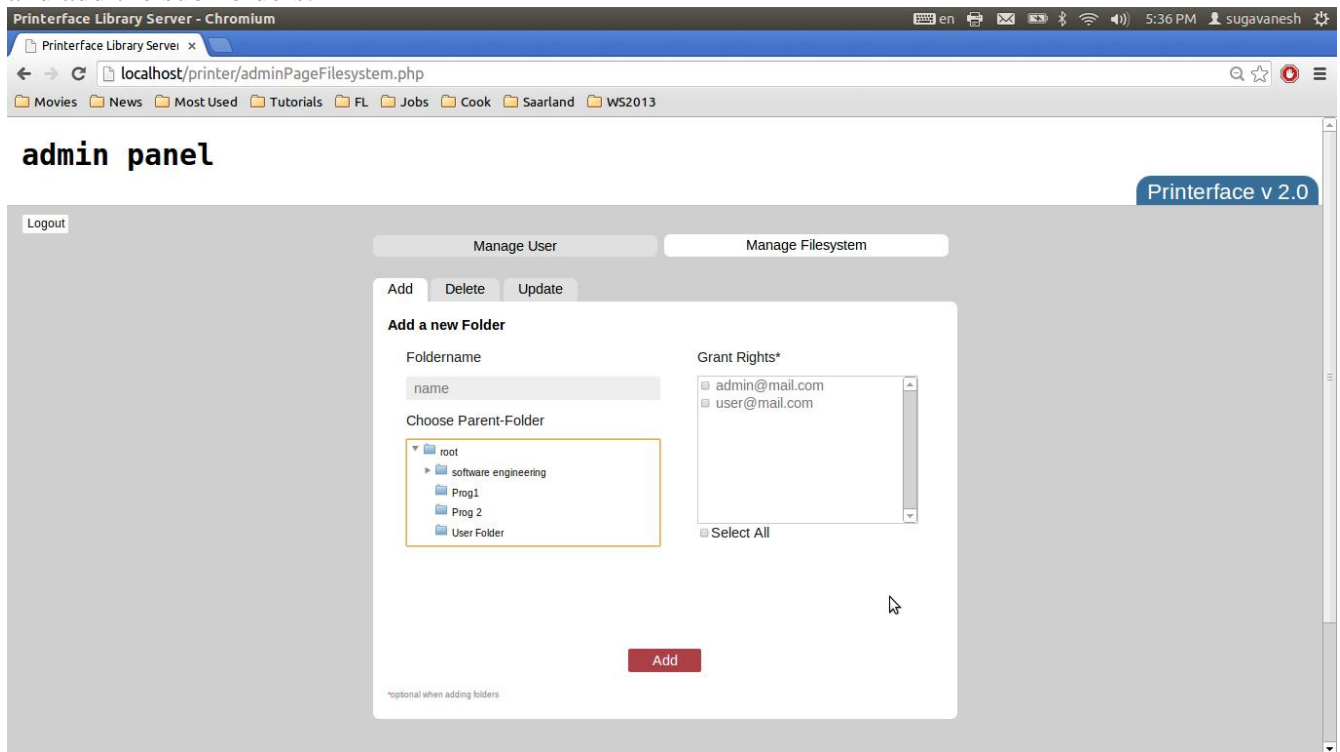 Printerface Library Server - Chromium
en
5:36 PM
sugavanesh
Printerface Library Server
localhost/printer/adminPageFilesystem.php
Movies News Most Used Tutorials FL Jobs Cook Saarland WS2013
admin panel
Printerface v 2.0
Logout
Manage User
Manage Filesystem
Add
Delete
Update
Add a new Folder
Foldername
name
Choose Parent-Folder
root
software engineering
Prog1
Prog 2
User Folder
Grant Rights*
admin@mail.com
user@mail.com
Select All
Add
*optional when adding folders